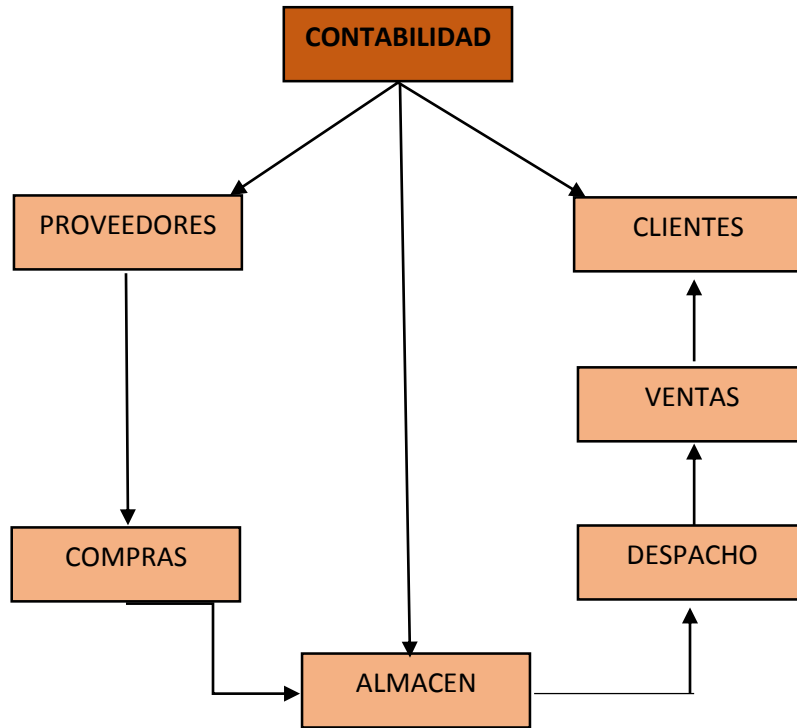 CONTABILIDAD
PROVEEDORES
CLIENTES
VENTAS
COMPRAS
DESPACHO
ALMACEN